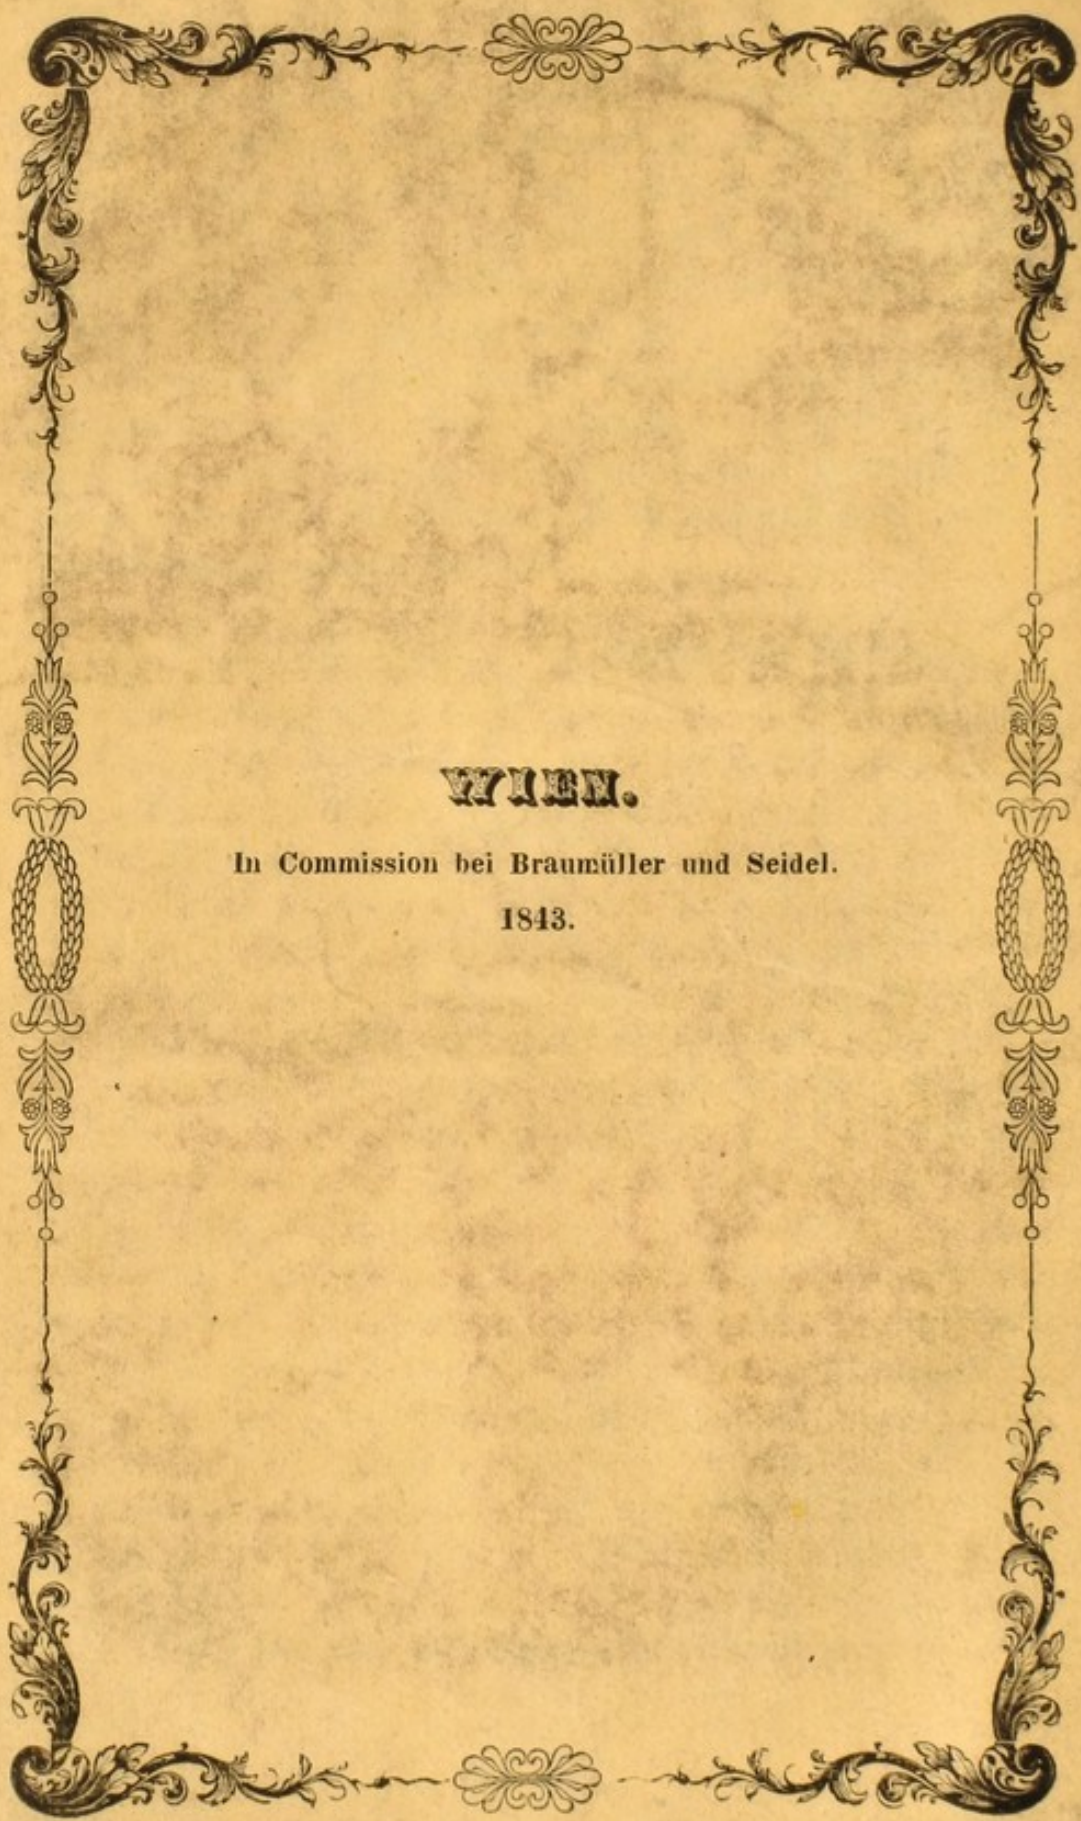 WIEN.
In Commission bei Braumüller und Seidel.
1843.